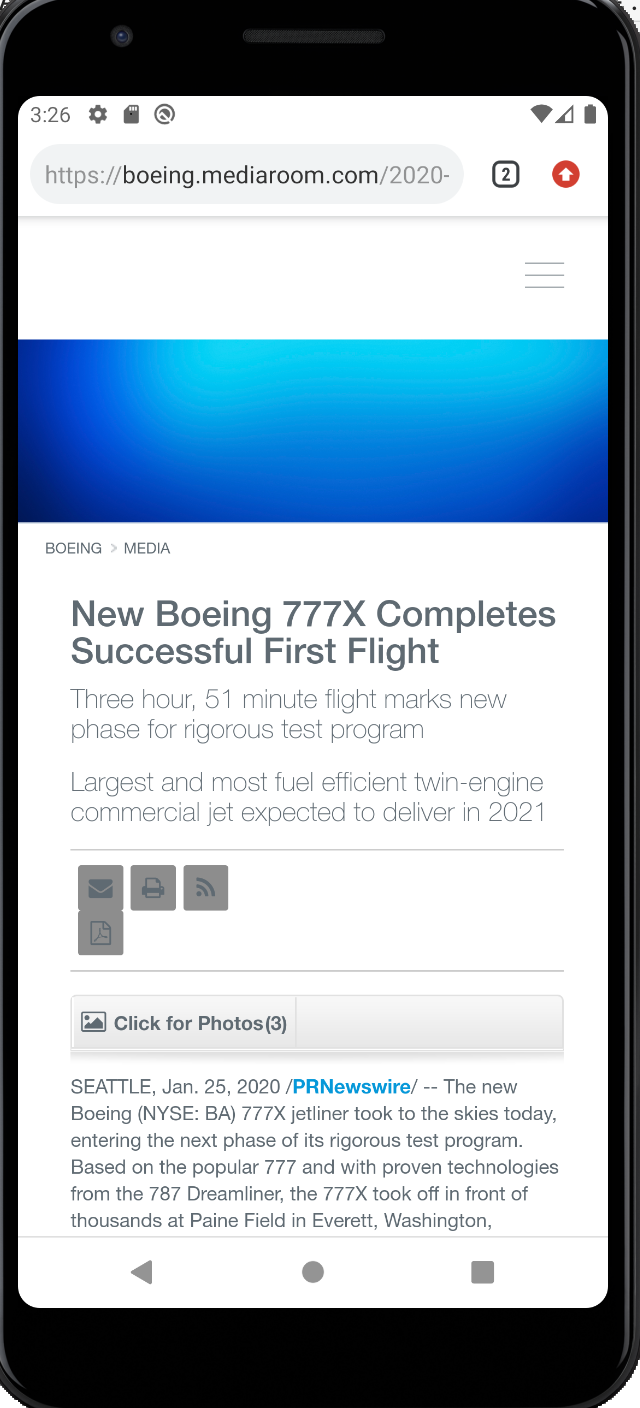 3:26
https://boeing.mediaroom.com/2020-
2
BOEING > MEDIA
New Boeing 777X Completes
Successful First Flight
Three hour, 51 minute flight marks new
phase for rigorous test program
Largest and most fuel efficient twin-engine
commercial jet expected to deliver in 2021
Click for Photos(3)
SEATTLE, Jan. 25, 2020 /PRNewswire/ -- The new
Boeing (NYSE: BA) 777X jetliner took to the skies today,
entering the next phase of its rigorous test program.
Based on the popular 777 and with proven technologies
from the 787 Dreamliner, the 777X took off in front of
thousands at Paine Field in Everett, Washington,